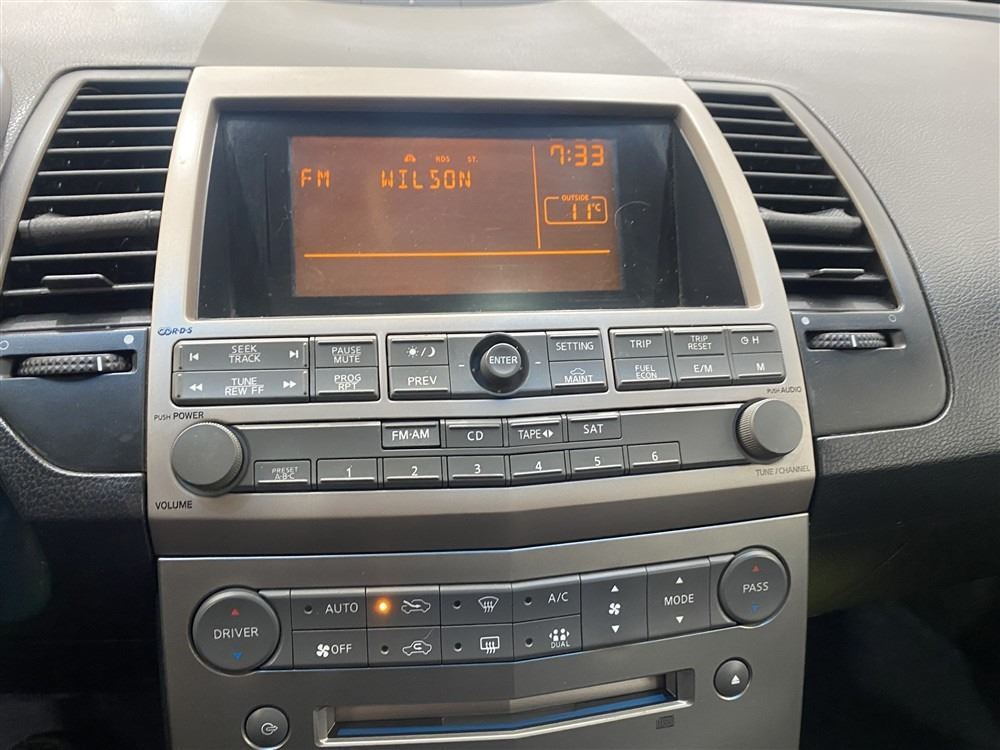 RDS ST. 7:33
FM WILSON
OUTSIDE
11°C
R·D·S
SEEK
TRACK
PAUSE
MUTE
ENTER
SETTING
TRIP
TRIP
RESET
H
TUNE
REW FF
PROG
RPT
PREV
MAINT
FUEL
ECON
E/M
M
PUSH POWER
PUSH AUDIO
FM·AM
CD
TAPE
SAT
PRESET
A·B·C
1
2
3
4
5
6
VOLUME
TUNE / CHANNEL
DRIVER
AUTO
A/C
MODE
PASS
OFF
DUAL